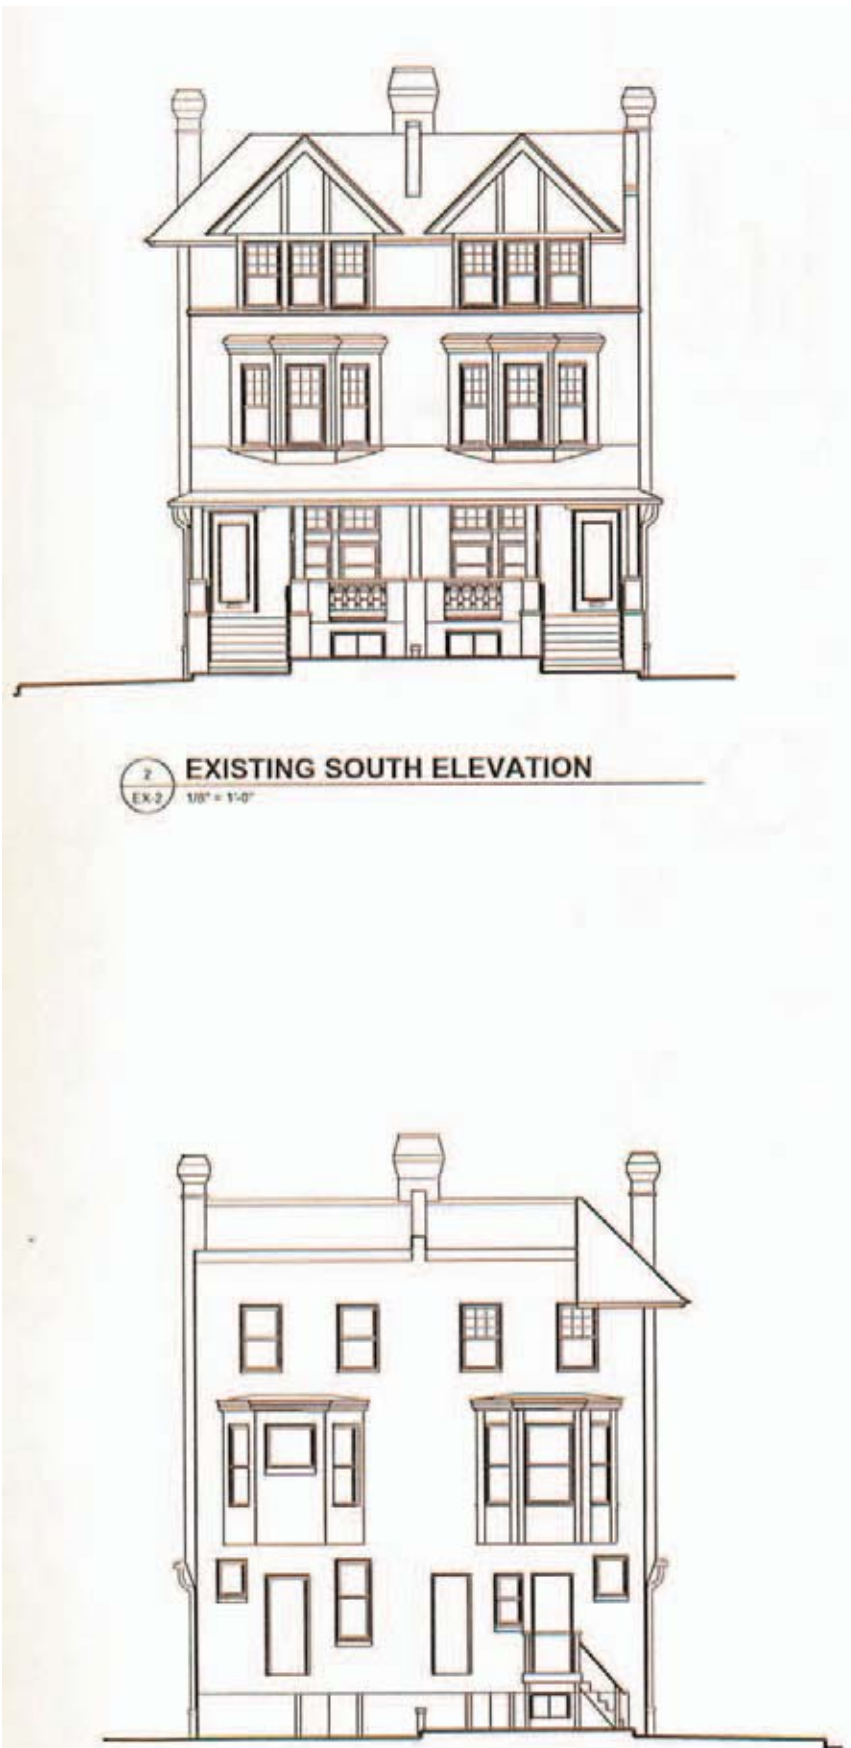 2
EXISTING SOUTH ELEVATION
EX-2
1/8" = 1'-0"